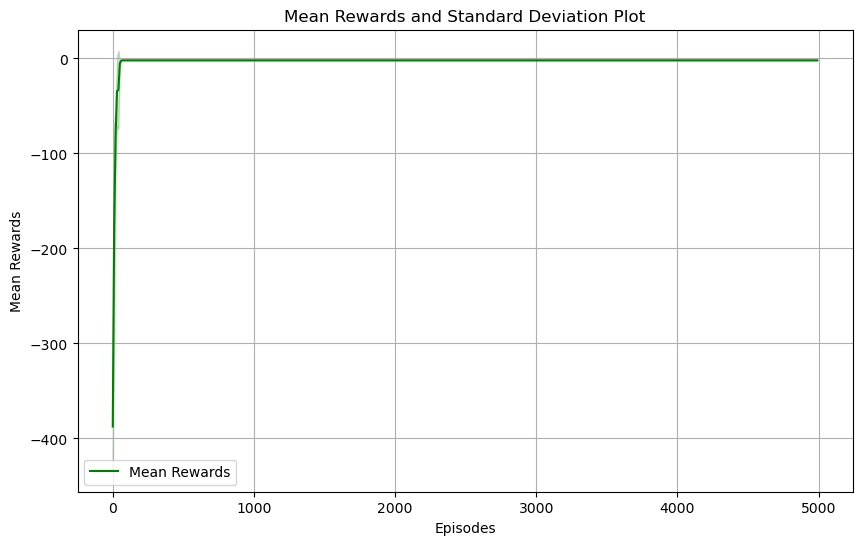 Mean Rewards and Standard Deviation Plot
0
−100
−200
−300
−400
Mean Rewards
Mean Rewards
0 1000 2000 3000 4000 5000
Episodes